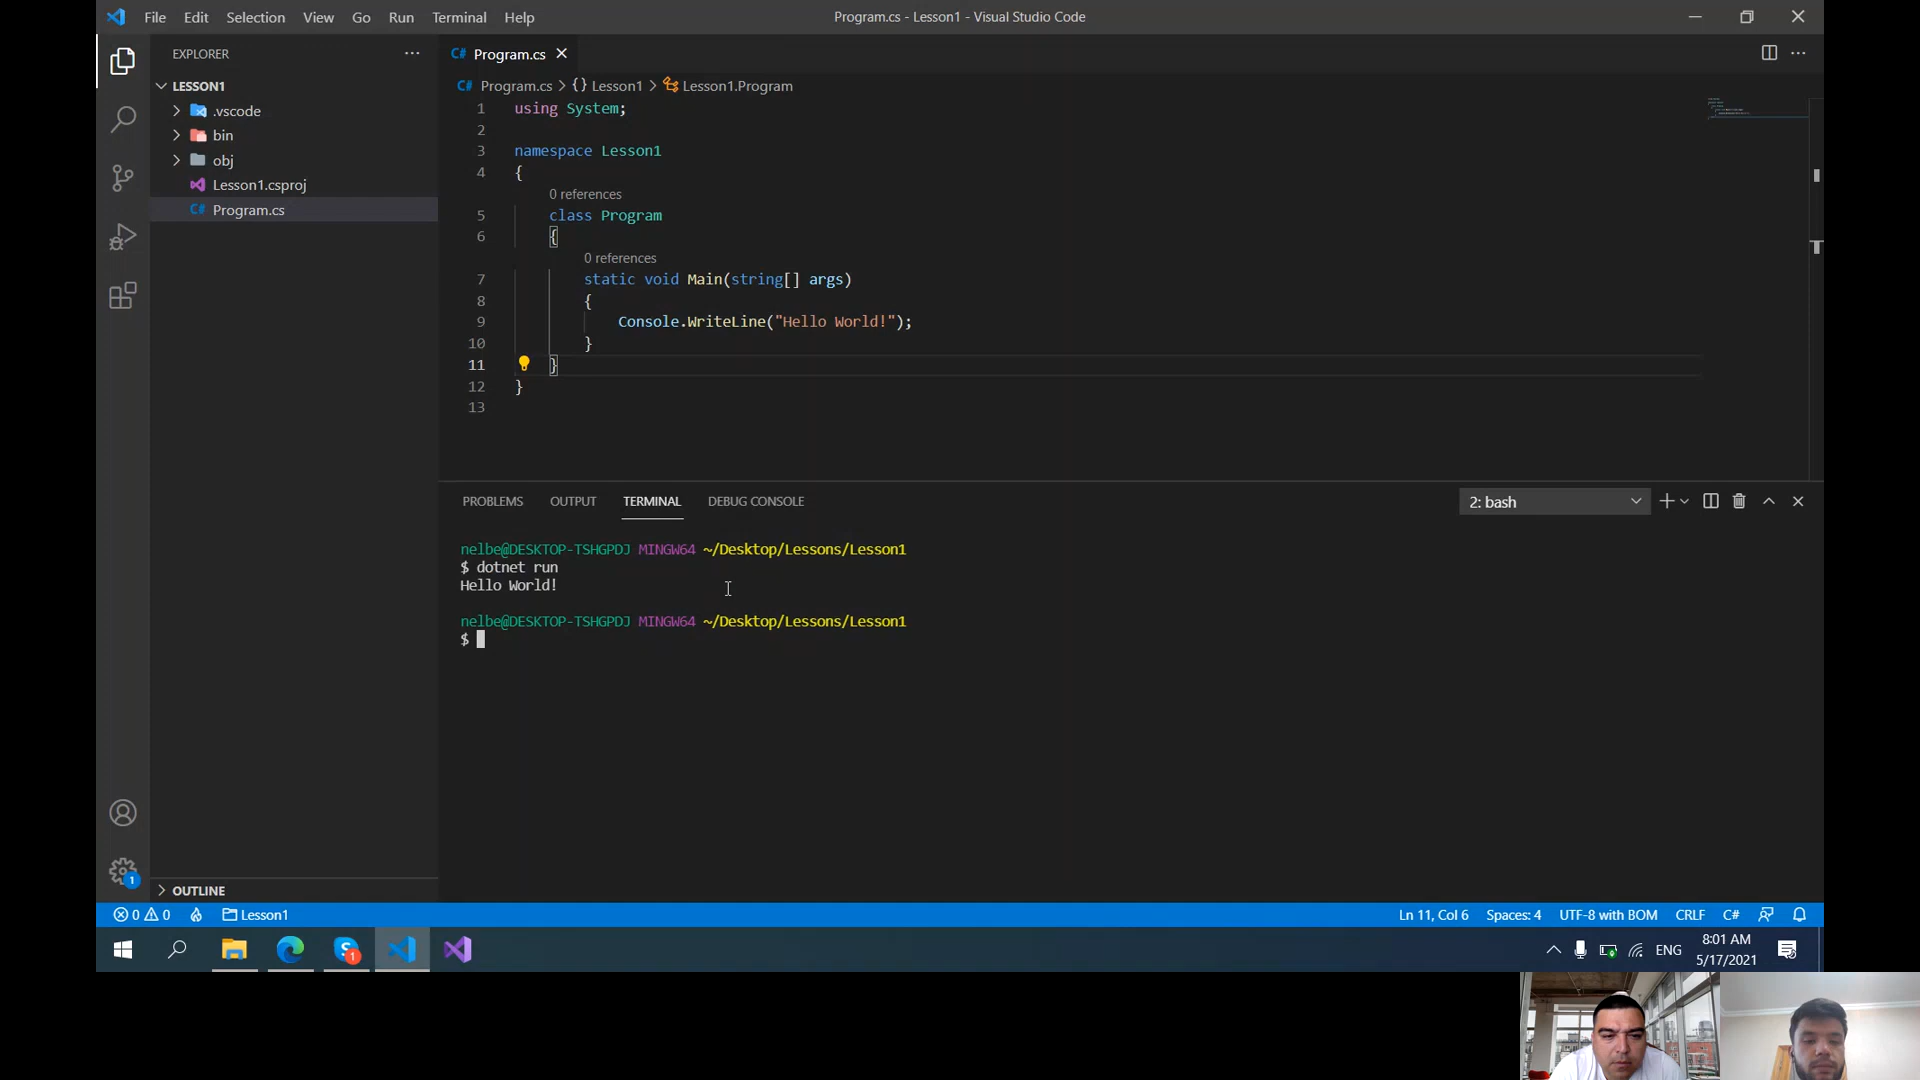 File Edit Selection View Go Run Terminal Help
Program.cs - Lesson1 - Visual Studio Code
EXPLORER
LESSON1
.vscode
bin
obj
Lesson1.csproj
C# Program.cs
OUTLINE
C# Program.cs
C# Program.cs > {} Lesson1 > Lesson1.Program
1 using System;
2
3 namespace Lesson1
4 {
0 references
5 class Program
6 {
0 references
7 static void Main(string[] args)
8 {
9 Console.WriteLine("Hello World!");
10 }
11 }
12 }
13
PROBLEMS OUTPUT TERMINAL DEBUG CONSOLE
2: bash
nelbe@DESKTOP-TSHGPDJ MINGW64 ~/Desktop/Lessons/Lesson1
$ dotnet run
Hello World!
nelbe@DESKTOP-TSHGPDJ MINGW64 ~/Desktop/Lessons/Lesson1
$
1
0 0 Lesson1
Ln 11, Col 6 Spaces: 4 UTF-8 with BOM CRLF C#
S 1
ENG
8:01 AM
5/17/2021